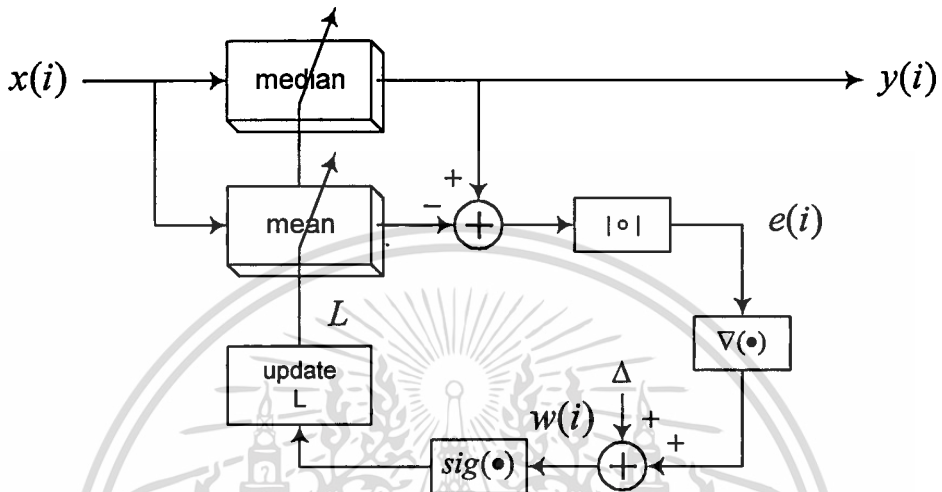 x(i)
median
y(i)
+
−
mean
+
|∘|
e(i)
L
∇(•)
update
L
Δ
w(i)
+
+
sig(•)
+